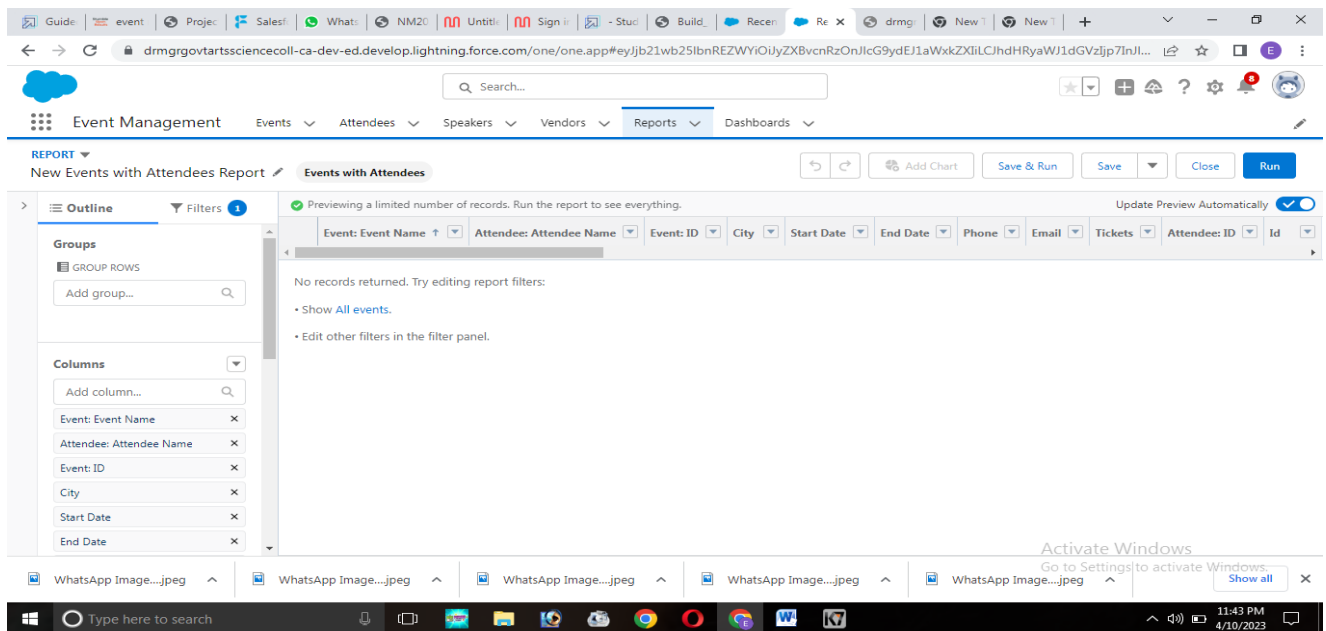 Guide event Projec Salesf Whats NM20 Untitle Sign in - Stud Build_ Recen Re × drmg New T New T +
drmgrgovtartssciencecoll-ca-dev-ed.develop.lightning.force.com/one/one.app#eyJjb21wb25lbnREZWYiOiJyZXBvcnRzOnJlcG9ydEJ1aWxkZXIiLCJhdHRyaWJ1dGVzIjp7InJl... E
Search... 8
Event Management Events Attendees Speakers Vendors Reports Dashboards
REPORT
New Events with Attendees Report Events with Attendees Add Chart Save & Run Save Close Run
Outline Filters 1 Previewing a limited number of records. Run the report to see everything. Update Preview Automatically
Event: Event Name ↑ Attendee: Attendee Name Event: ID City Start Date End Date Phone Email Tickets Attendee: ID Id
Groups
GROUP ROWS
Add group...
No records returned. Try editing report filters:
• Show All events.
• Edit other filters in the filter panel.
Columns
Add column...
Event: Event Name ×
Attendee: Attendee Name ×
Event: ID ×
City ×
Start Date ×
End Date ×
Activate Windows
Go to Settings to activate Windows.
WhatsApp Image....jpeg WhatsApp Image....jpeg WhatsApp Image....jpeg WhatsApp Image....jpeg WhatsApp Image....jpeg Show all ×
Type here to search 11:43 PM
4/10/2023